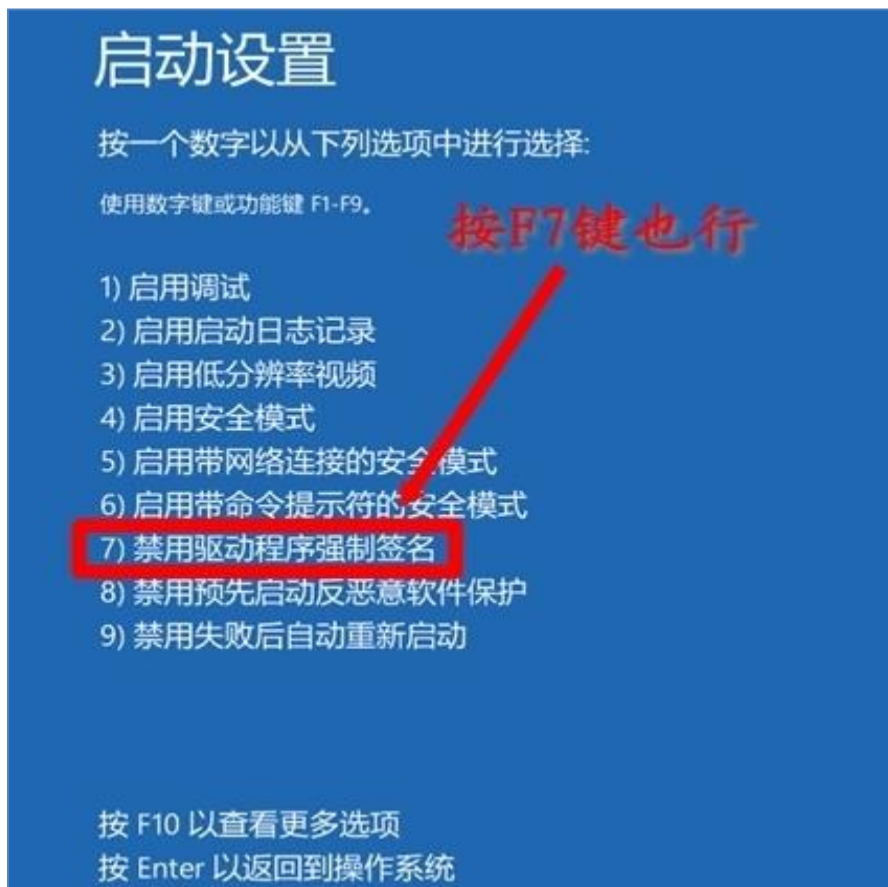 启动设置
按一个数字以从下列选项中进行选择:
使用数字键或功能键 F1-F9。
按F7键也行
1) 启用调试
2) 启用启动日志记录
3) 启用低分辨率视频
4) 启用安全模式
5) 启用带网络连接的安全模式
6) 启用带命令提示符的安全模式
7) 禁用驱动程序强制签名
8) 禁用预先启动反恶意软件保护
9) 禁用失败后自动重新启动
按 F10 以查看更多选项
按 Enter 以返回到操作系统